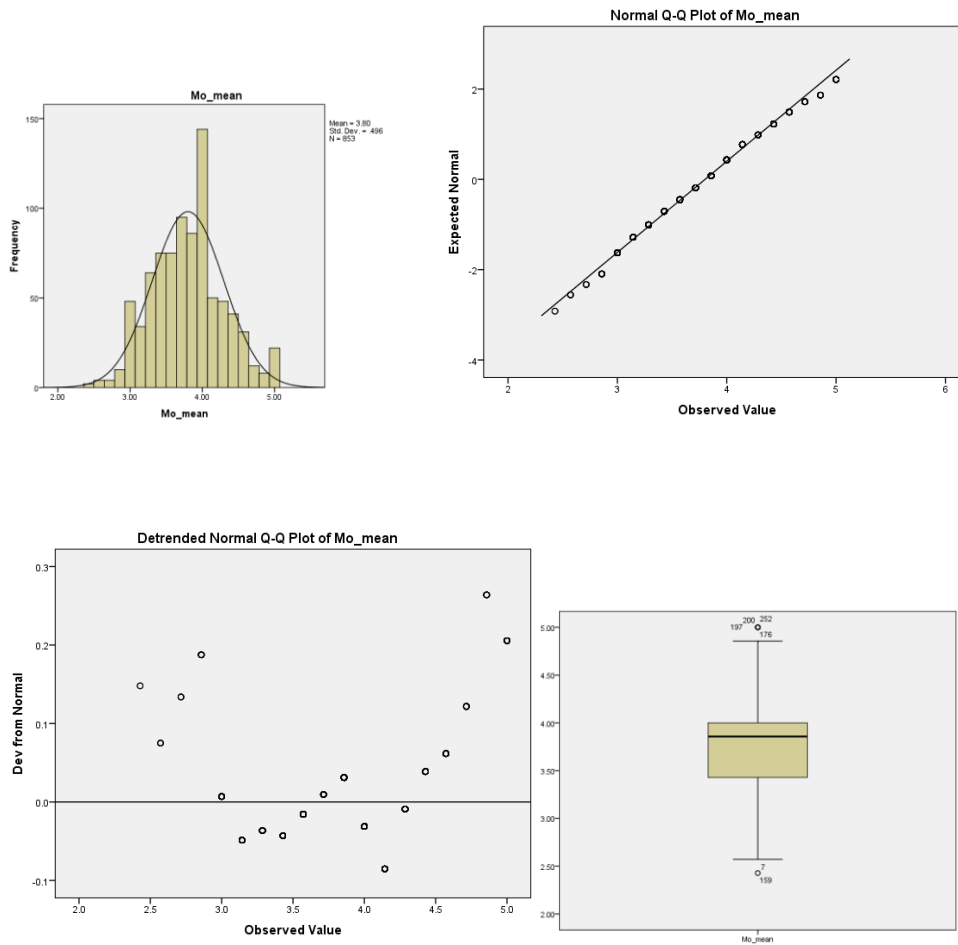 Mo_mean
Mean = 3.80
Std. Dev. = .496
N = 853
Frequency
150
100
50
0
2.00 3.00 4.00 5.00
Mo_mean
Normal Q-Q Plot of Mo_mean
Expected Normal
2
0
-2
-4
2 3 4 5 6
Observed Value
Detrended Normal Q-Q Plot of Mo_mean
Dev from Normal
0.3
0.2
0.1
0.0
-0.1
2.0 2.5 3.0 3.5 4.0 4.5 5.0
Observed Value
5.00
4.50
4.00
3.50
3.00
2.50
2.00
200 252
197
176
7
159
Mo_mean